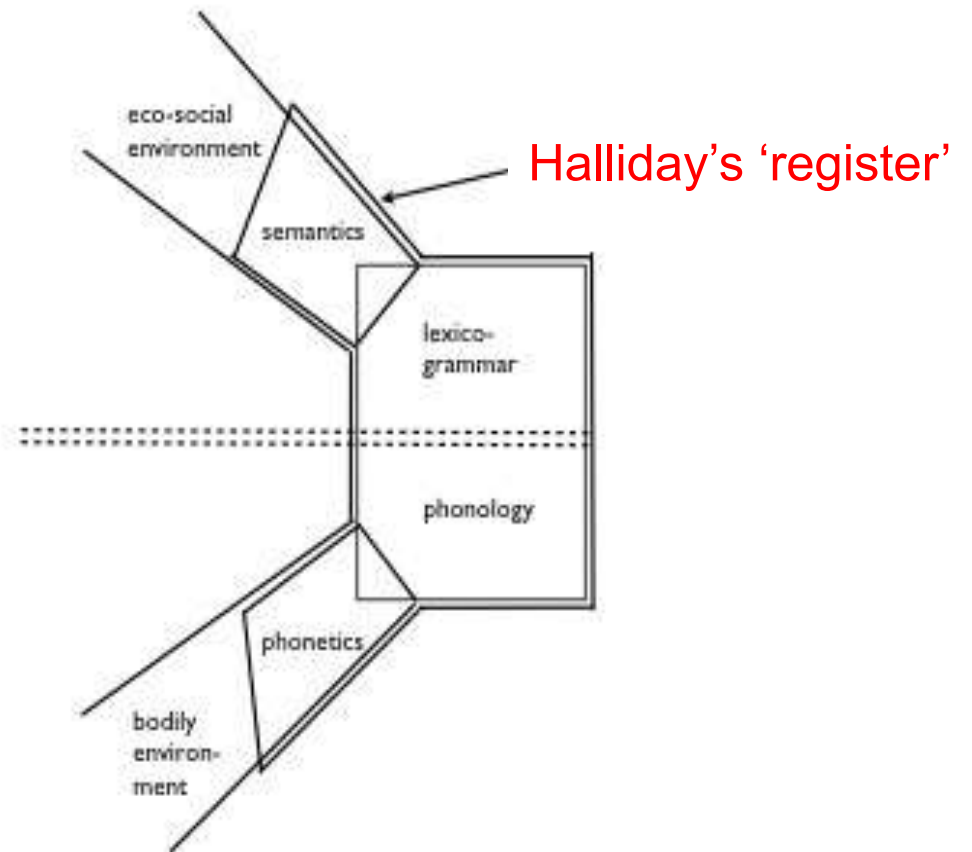 eco-social
environment
Halliday’s ‘register’
semantics
lexico-
grammar
phonology
phonetics
bodily
environ-
ment